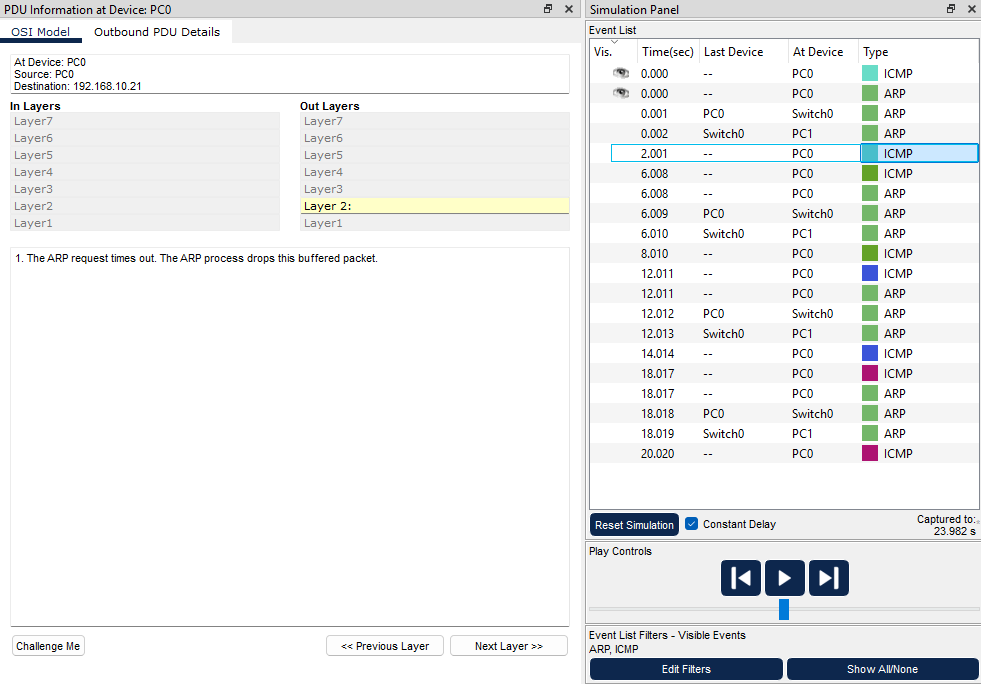 PDU Information at Device: PC0
OSI Model Outbound PDU Details
At Device: PC0
Source: PC0
Destination: 192.168.10.21
In Layers Out Layers
Layer7 Layer7
Layer6 Layer6
Layer5 Layer5
Layer4 Layer4
Layer3 Layer3
Layer2 Layer 2:
Layer1 Layer1
1. The ARP request times out. The ARP process drops this buffered packet.
Challenge Me << Previous Layer Next Layer >>
Simulation Panel
Event List
Vis. Time(sec) Last Device At Device Type
0.000 -- PC0 ICMP
0.000 -- PC0 ARP
0.001 PC0 Switch0 ARP
0.002 Switch0 PC1 ARP
2.001 -- PC0 ICMP
6.008 -- PC0 ICMP
6.008 -- PC0 ARP
6.009 PC0 Switch0 ARP
6.010 Switch0 PC1 ARP
8.010 -- PC0 ICMP
12.011 -- PC0 ICMP
12.011 -- PC0 ARP
12.012 PC0 Switch0 ARP
12.013 Switch0 PC1 ARP
14.014 -- PC0 ICMP
18.017 -- PC0 ICMP
18.017 -- PC0 ARP
18.018 PC0 Switch0 ARP
18.019 Switch0 PC1 ARP
20.020 -- PC0 ICMP
Reset Simulation Constant Delay Captured to:
23.982 s
Play Controls
Event List Filters - Visible Events
ARP, ICMP
Edit Filters Show All/None